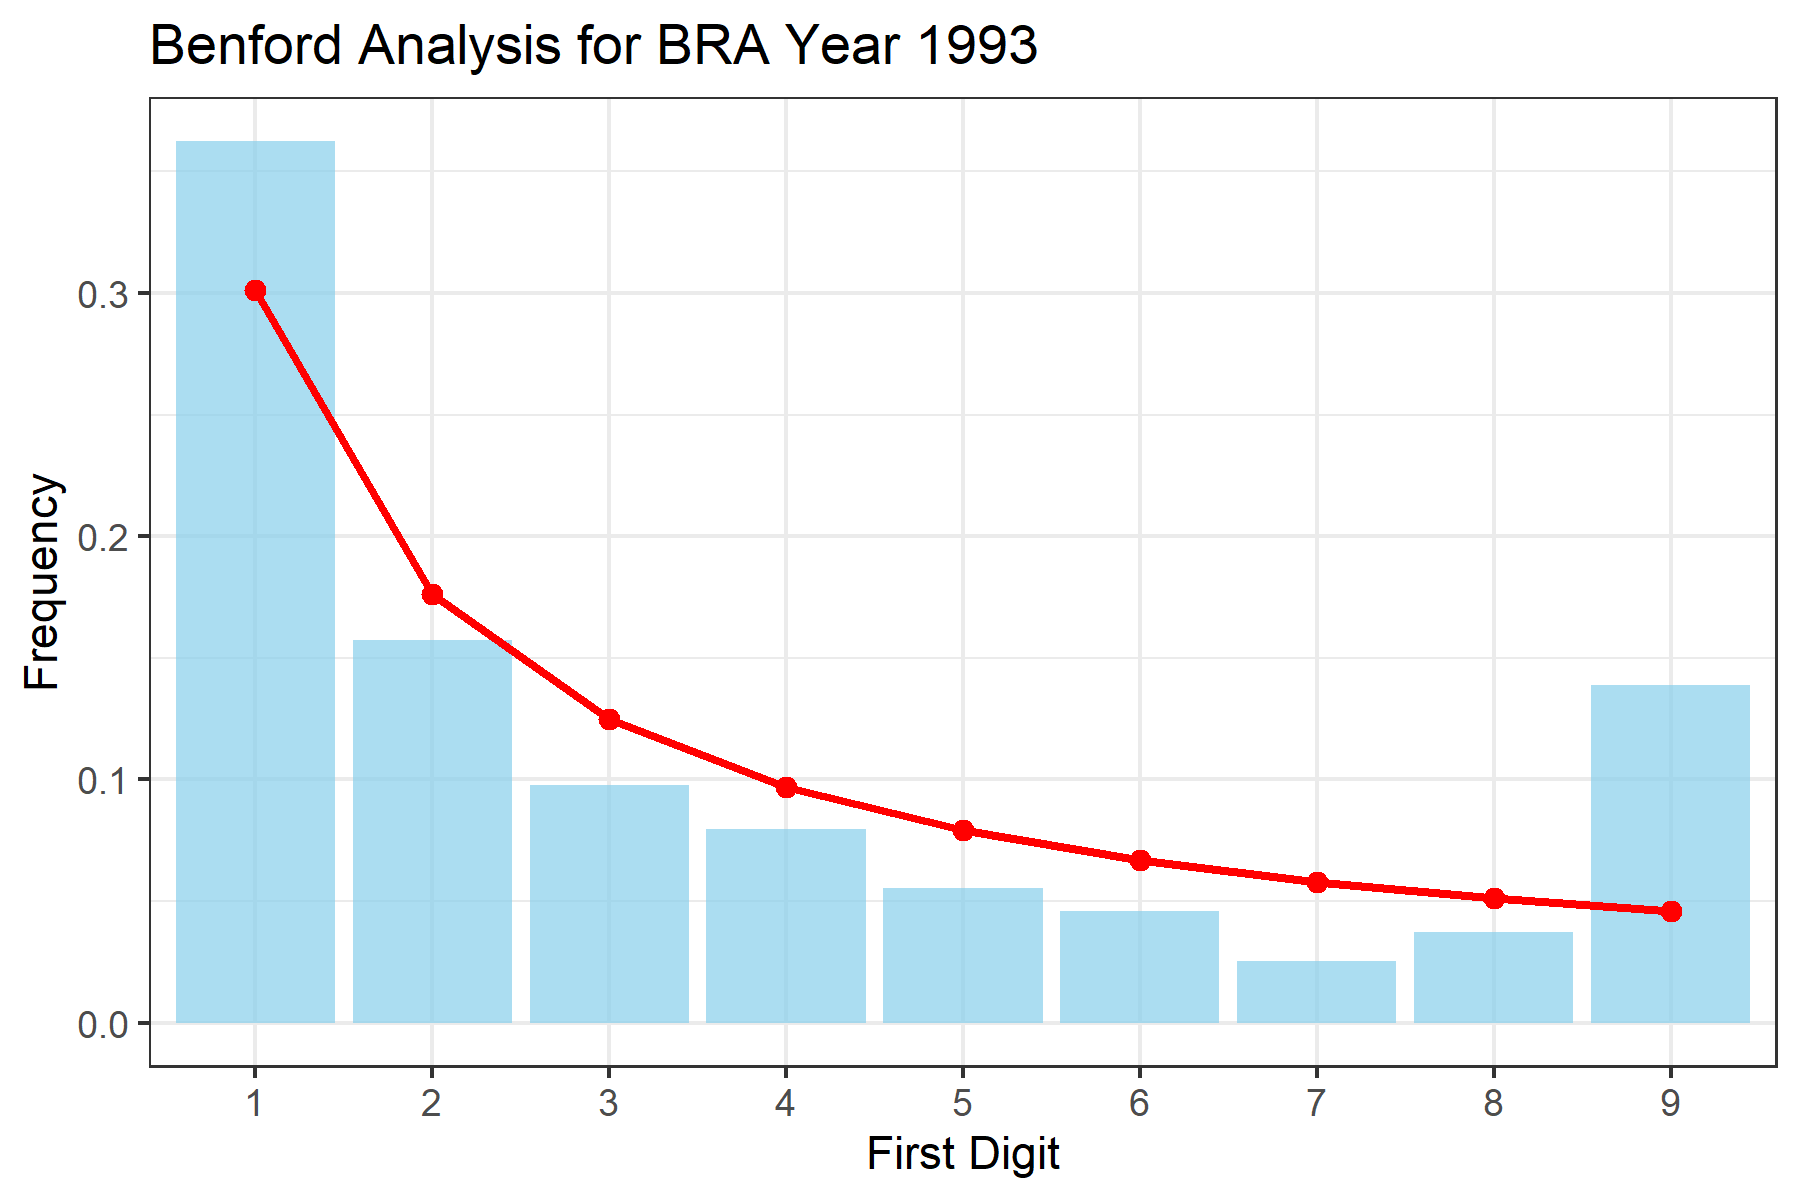 Benford Analysis for BRA Year 1993
Frequency
0.3
0.2
0.1
0.0
1 2 3 4 5 6 7 8 9
First Digit